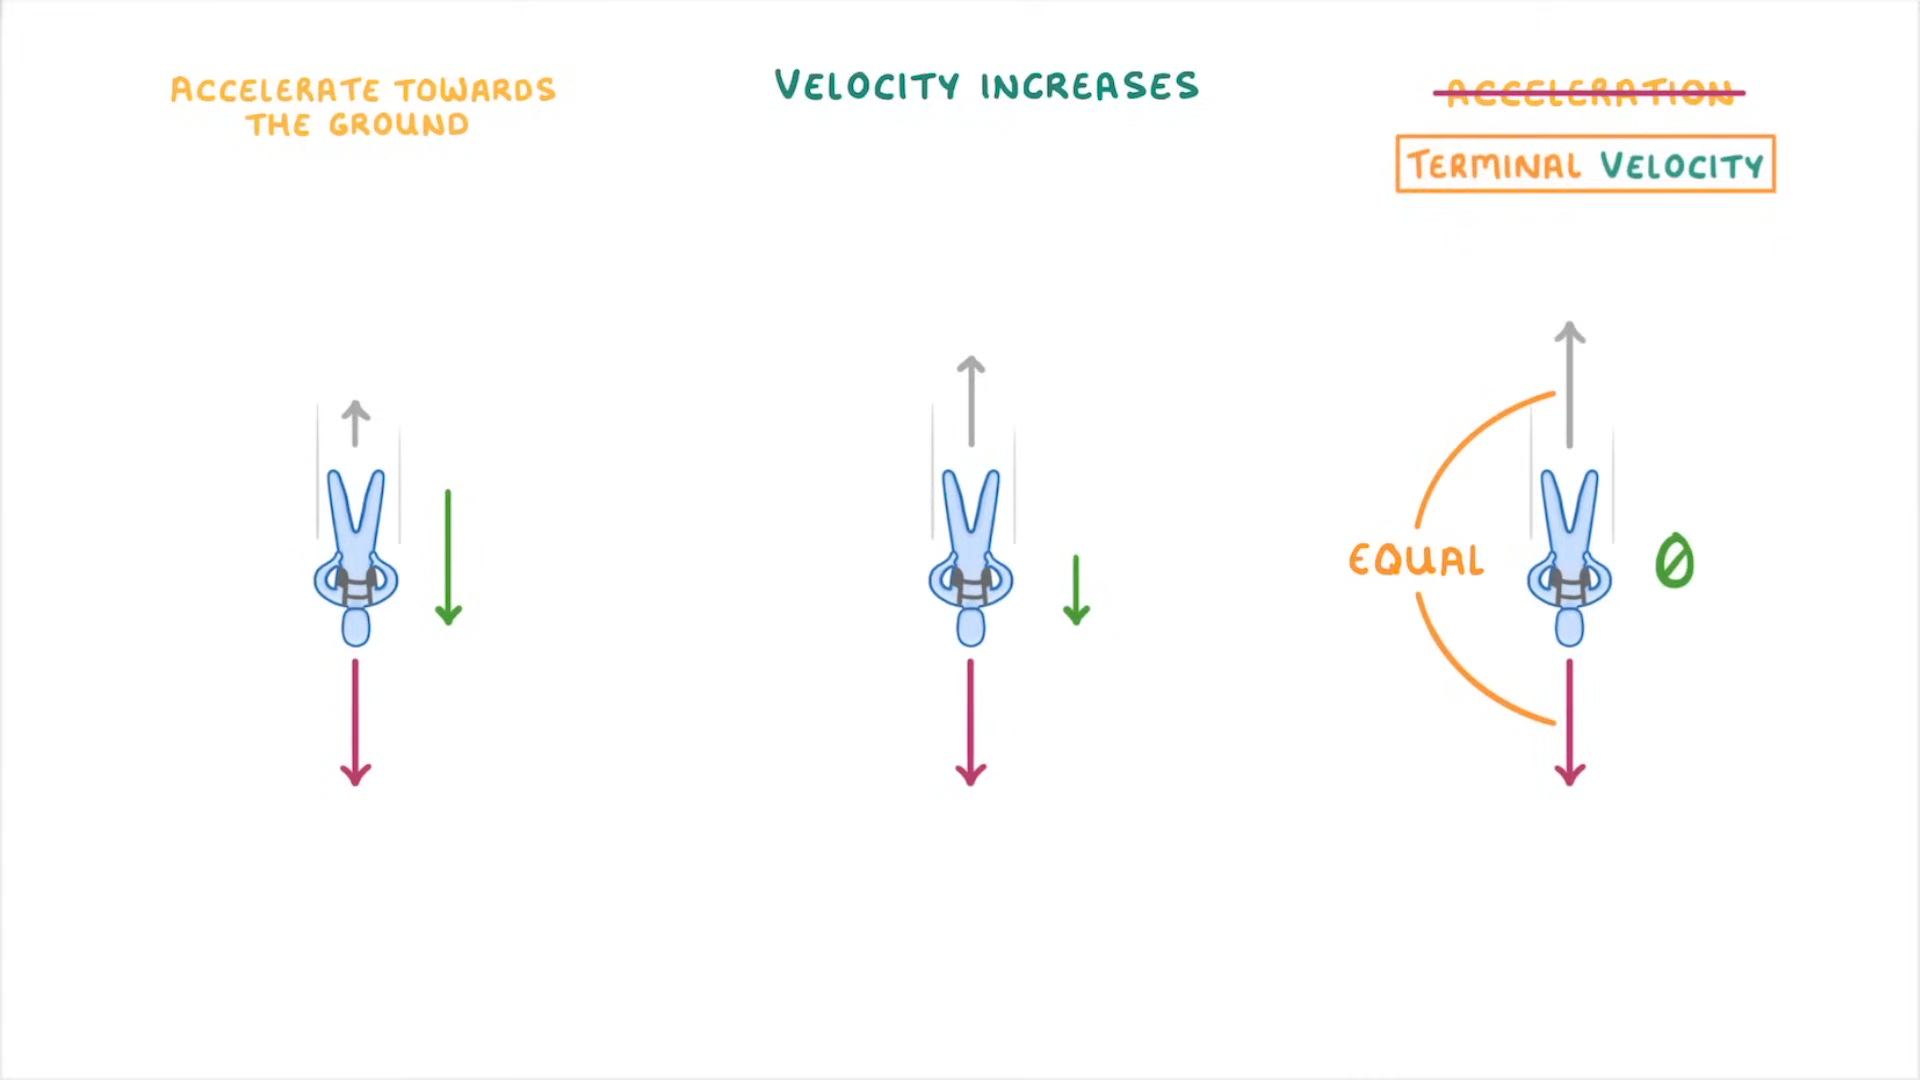 ACCELERATE TOWARDS
THE GROUND
VELOCITY INCREASES
ACCELERATION
TERMINAL VELOCITY
EQUAL
0